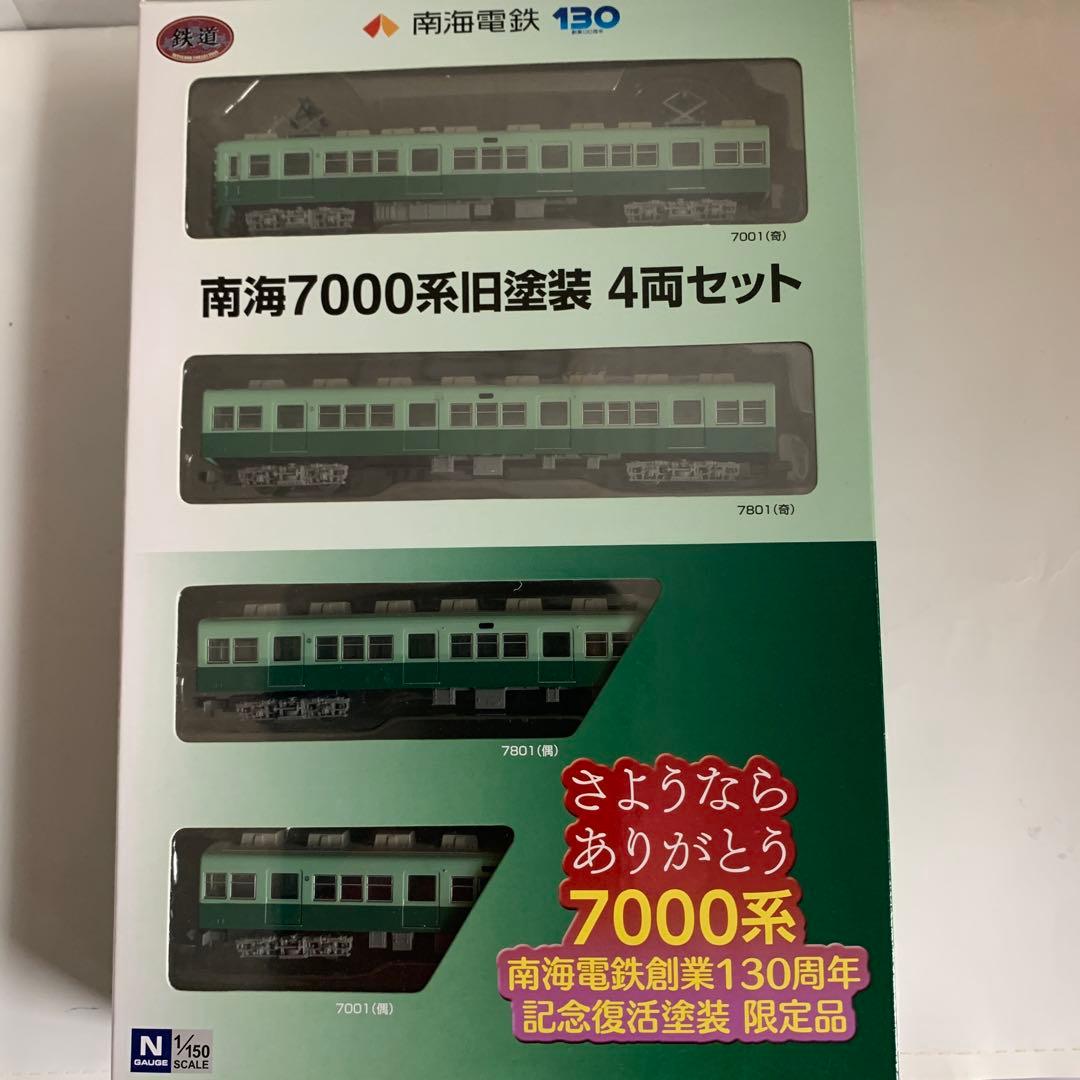 鉄道
南海電鉄 130
7001(奇)
南海7000系旧塗装 4両セット
7801(奇)
7801(偶)
さようなら
ありがとう
7000系
南海電鉄創業130周年
記念復活塗装 限定品
7001(偶)
N
GAUGE
1/150
SCALE